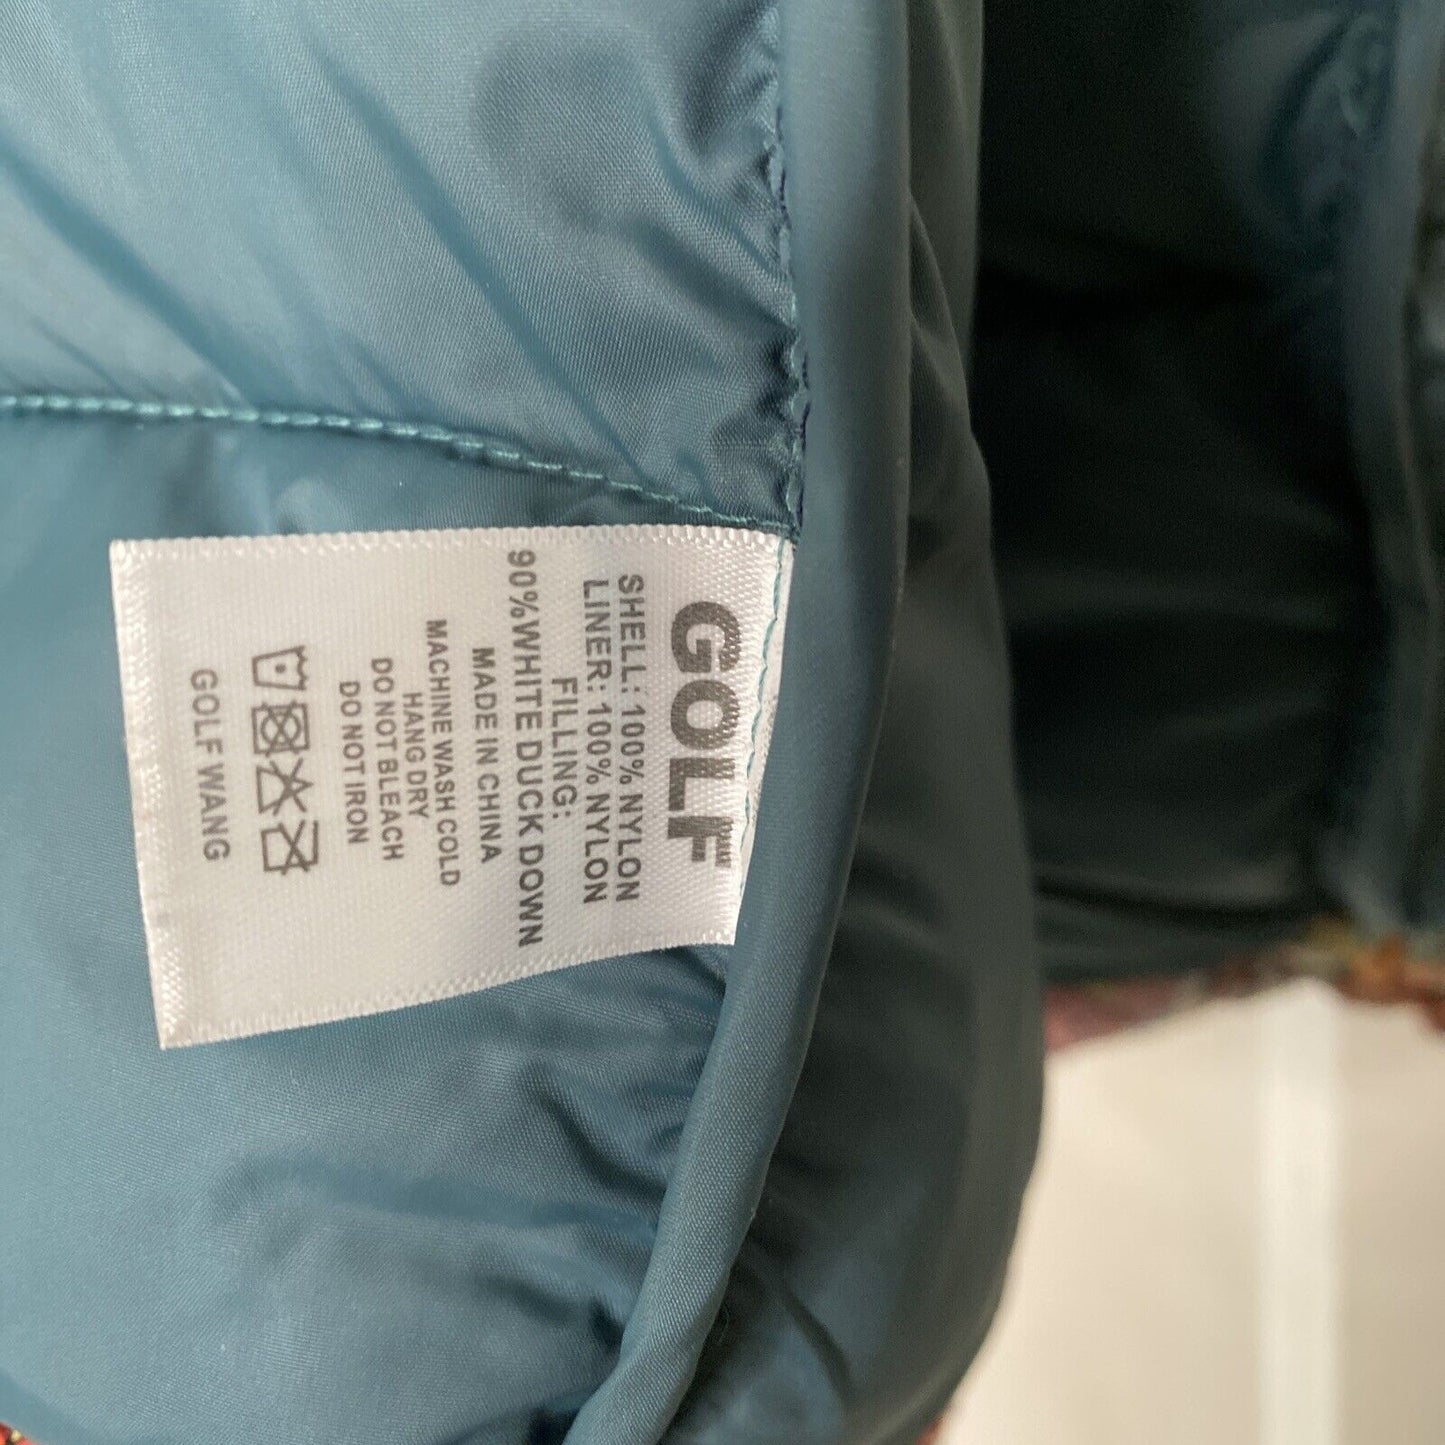 GOLF
SHELL: 100% NYLON
LINER: 100% NYLON
FILLING:
90%WHITE DUCK DOWN
MADE IN CHINA
MACHINE WASH COLD
HANG DRY
DO NOT BLEACH
DO NOT IRON
GOLF WANG